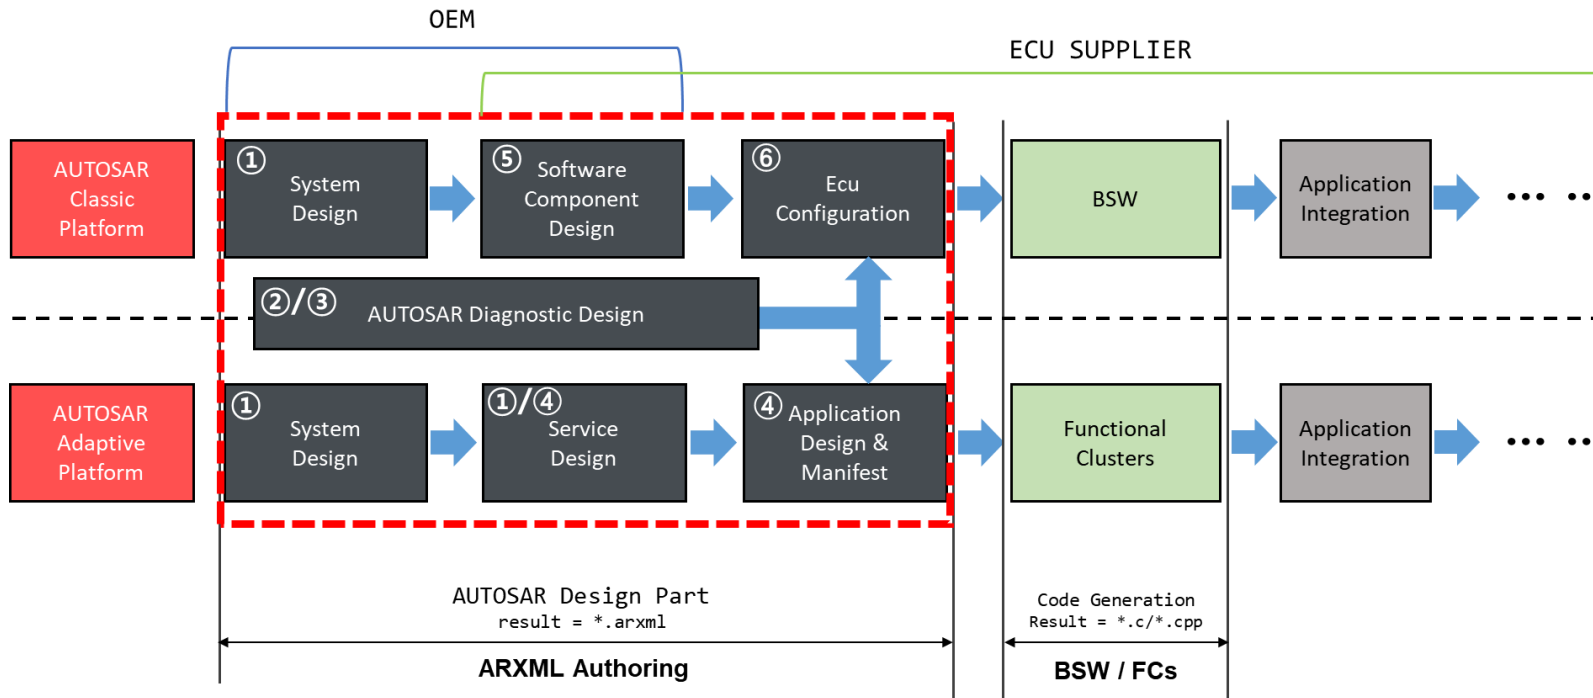 OEM
ECU SUPPLIER
AUTOSAR
Classic
Platform
①
System
Design
⑤
Software
Component
Design
⑥
Ecu
Configuration
BSW
Application
Integration
••• ••
②/③
AUTOSAR Diagnostic Design
AUTOSAR
Adaptive
Platform
①
System
Design
①/④
Service
Design
④
Application
Design &
Manifest
Functional
Clusters
Application
Integration
••• ••
AUTOSAR Design Part
result = *.arxml
ARXML Authoring
Code Generation
Result = *.c/*.cpp
BSW / FCs